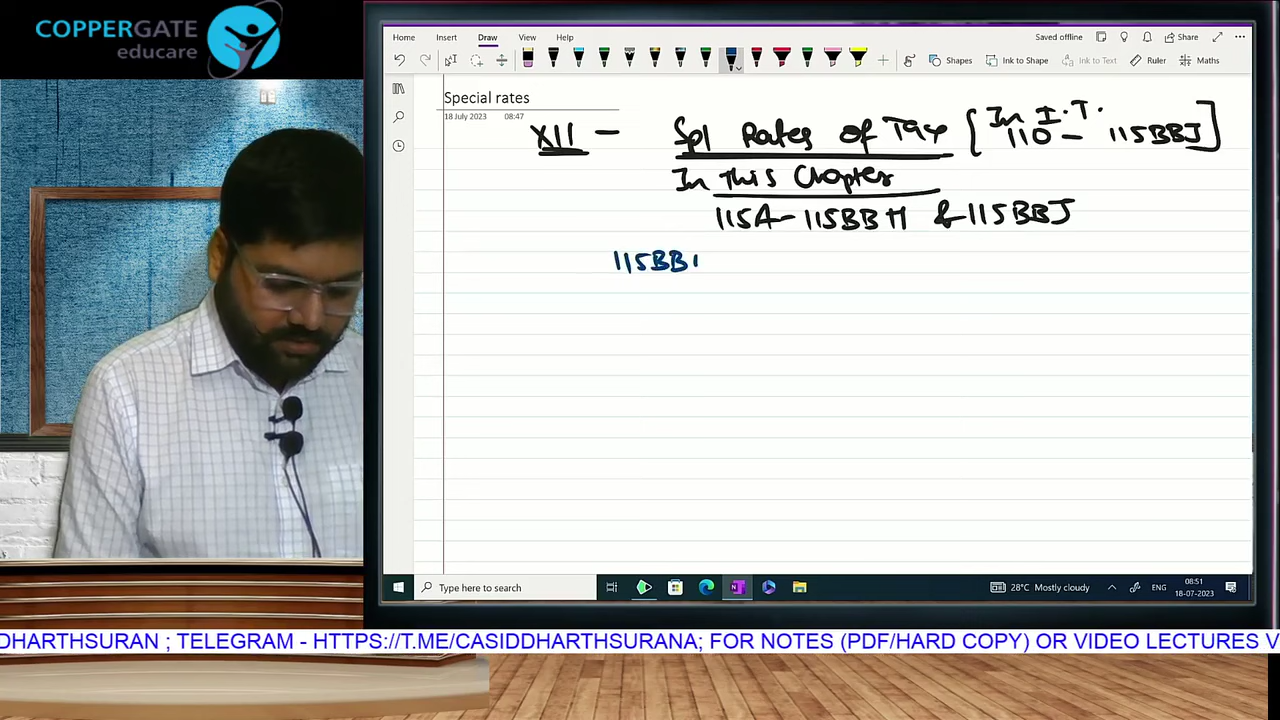 COPPERGATE
educare
Home Insert Draw View Help
Saved offline
Share
Shapes
Ink to Shape
Ink to Text
Ruler
Maths
Special rates
18 July 2023 08:47
XII - Spl Rates of Tax [In I.T. 110 - 115BBJ]
In This Chapter
115A - 115BBH & 115BBJ
115BB
Type here to search
28°C Mostly cloudy
ENG
08:51
18-07-2023
DHARTHSURAN ; TELEGRAM - HTTPS://T.ME/CASIDDHARTHSURANA; FOR NOTES (PDF/HARD COPY) OR VIDEO LECTURES V